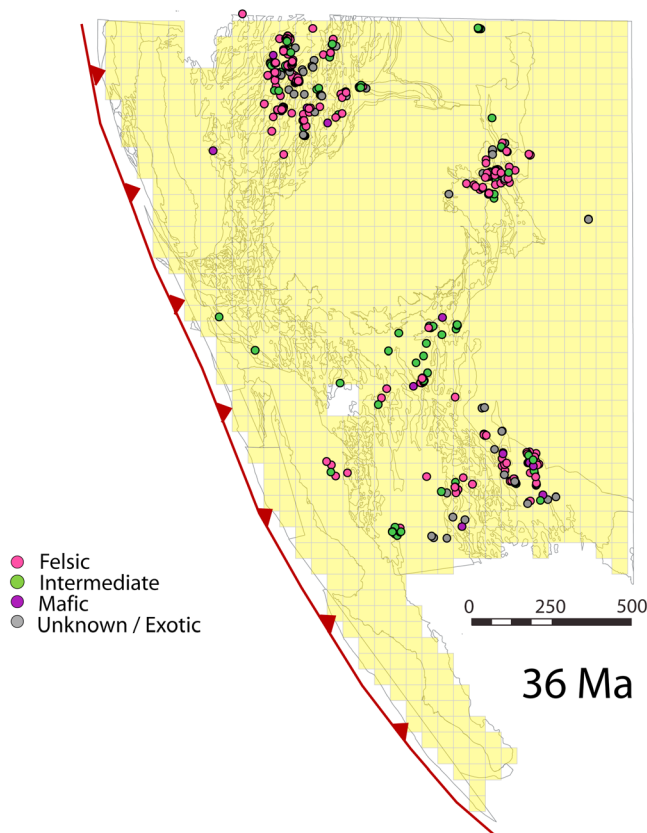 Felsic
Intermediate
Mafic
Unknown / Exotic
0 250 500
36 Ma